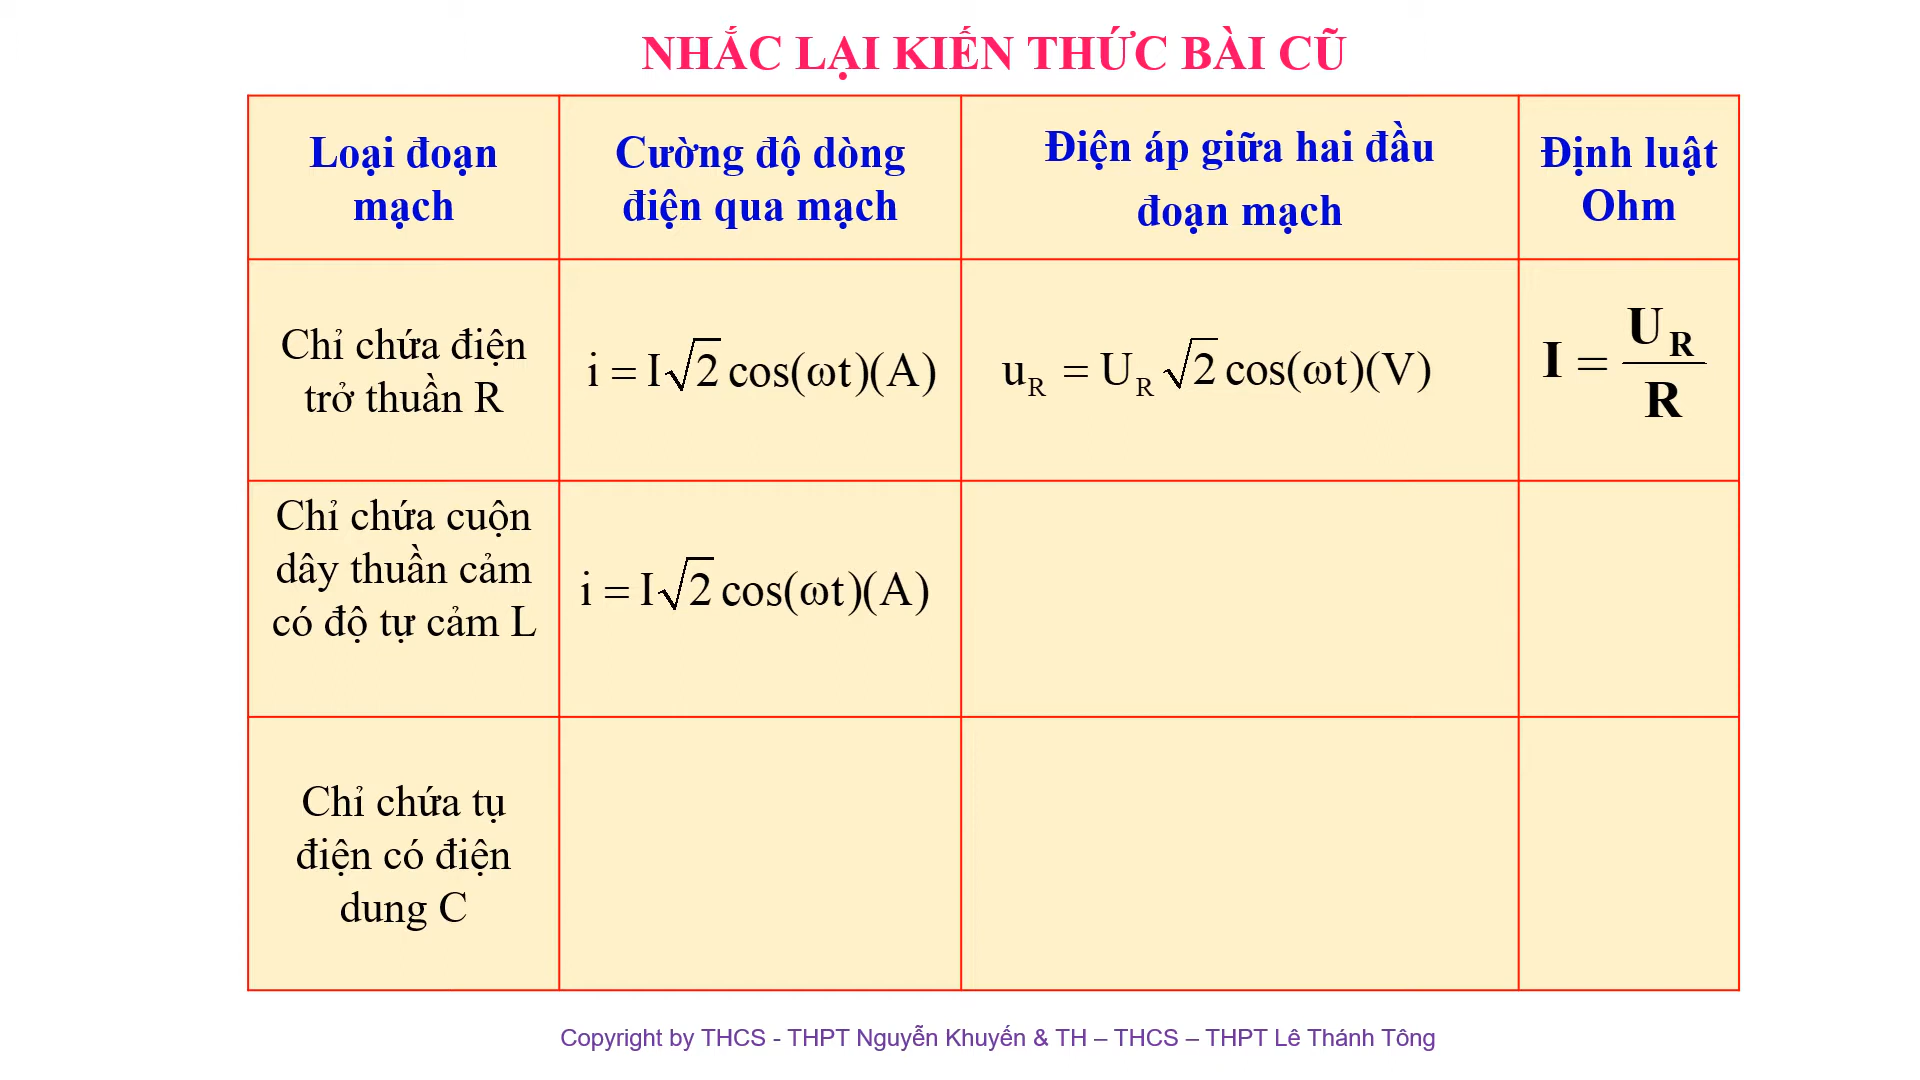 NHẮC LẠI KIẾN THỨC BÀI CŨ
Loại đoạn
mạch
Cường độ dòng
điện qua mạch
Điện áp giữa hai đầu
đoạn mạch
Định luật
Ohm
Chỉ chứa điện
trở thuần R
i = I√2 cos(ωt)(A)
u_R = U_R √2 cos(ωt)(V)
I = U_R / R
Chỉ chứa cuộn
dây thuần cảm
có độ tự cảm L
i = I√2 cos(ωt)(A)
Chỉ chứa tụ
điện có điện
dung C
Copyright by THCS - THPT Nguyễn Khuyến & TH – THCS – THPT Lê Thánh Tông